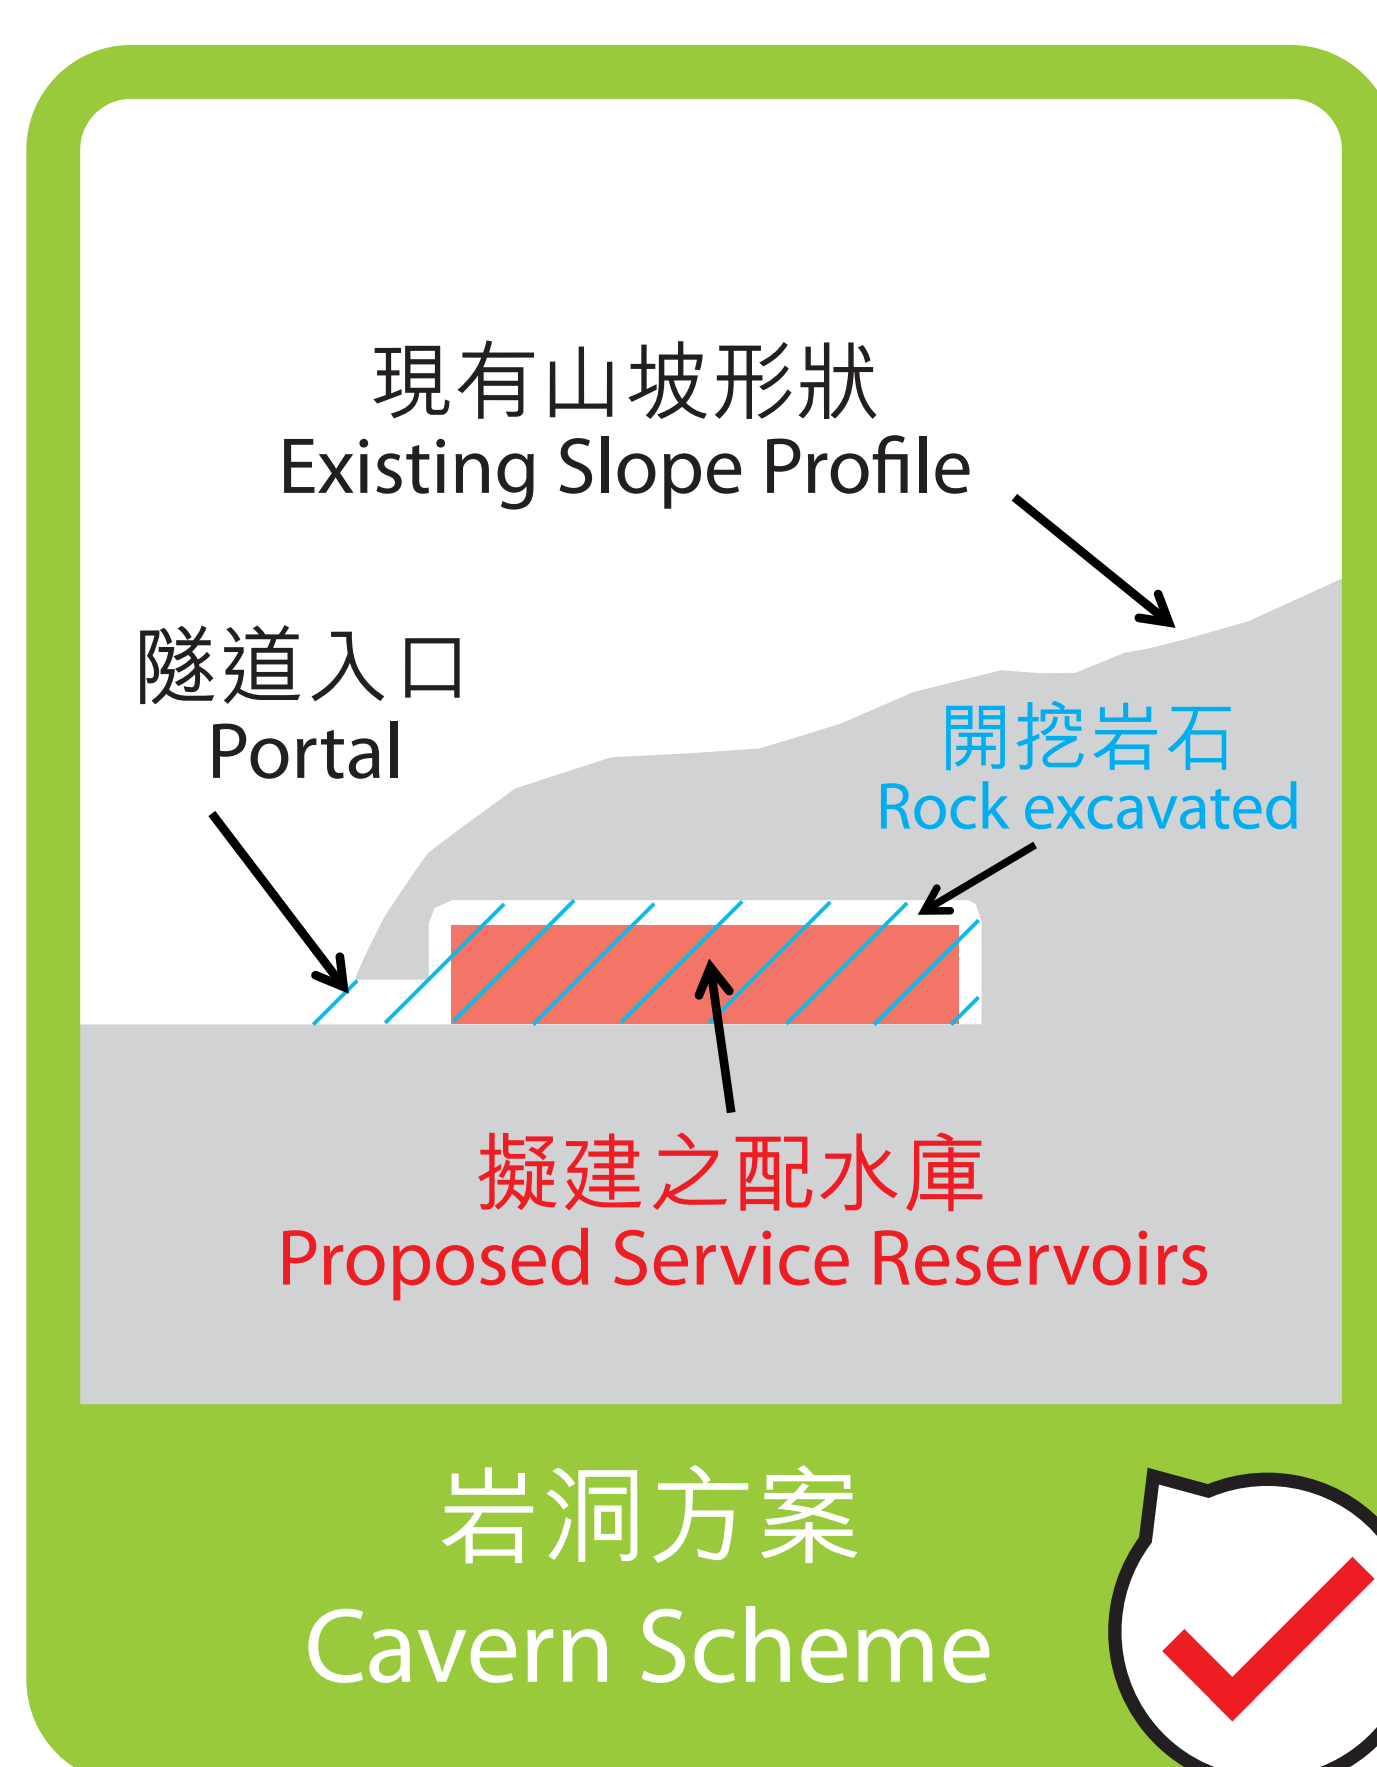 現有山坡形狀
Existing Slope Profile
隧道入口
Portal
開挖岩石
Rock excavated
擬建之配水庫
Proposed Service Reservoirs
岩洞方案
Cavern Scheme